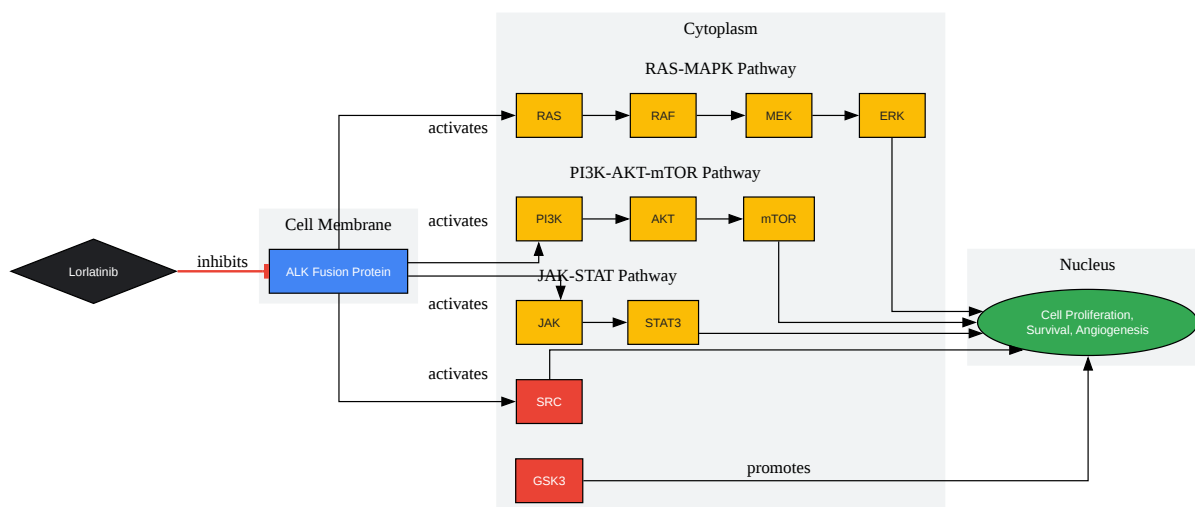 Cytoplasm
RAS-MAPK Pathway
RAS
RAF
MEK
ERK
activates
PI3K-AKT-mTOR Pathway
PI3K
AKT
mTOR
activates
Cell Membrane
Lorlatinib
inhibits
ALK Fusion Protein
JAK-STAT Pathway
activates
JAK
STAT3
Nucleus
Cell Proliferation,
Survival, Angiogenesis
activates
SRC
GSK3
promotes